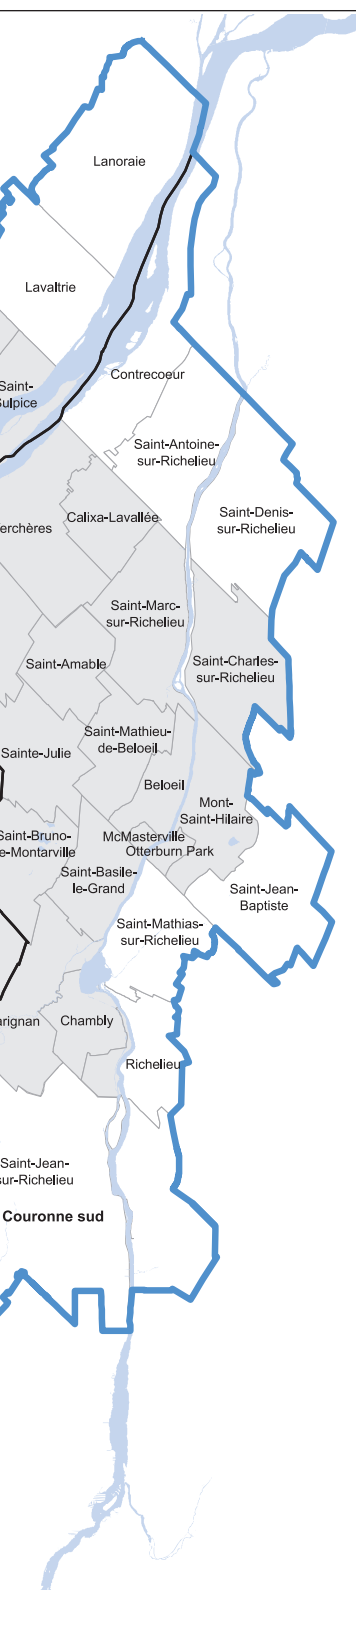 Lanoraie
Lavaltrie
Contrecoeur
Saint-
Sulpice
Saint-Antoine-
sur-Richelieu
Calixa-Lavallée
Saint-Denis-
sur-Richelieu
erchères
Saint-Marc-
sur-Richelieu
Saint-Amable
Saint-Charles-
sur-Richelieu
Saint-Mathieu-
de-Beloeil
Sainte-Julie
Beloeil
Mont-
Saint-Hilaire
Saint-Bruno-
e-Montarville
McMasterville
Otterburn Park
Saint-Basile-
le-Grand
Saint-Jean-
Baptiste
Saint-Mathias-
sur-Richelieu
arignan
Chambly
Richelieu
Saint-Jean-
sur-Richelieu
Couronne sud